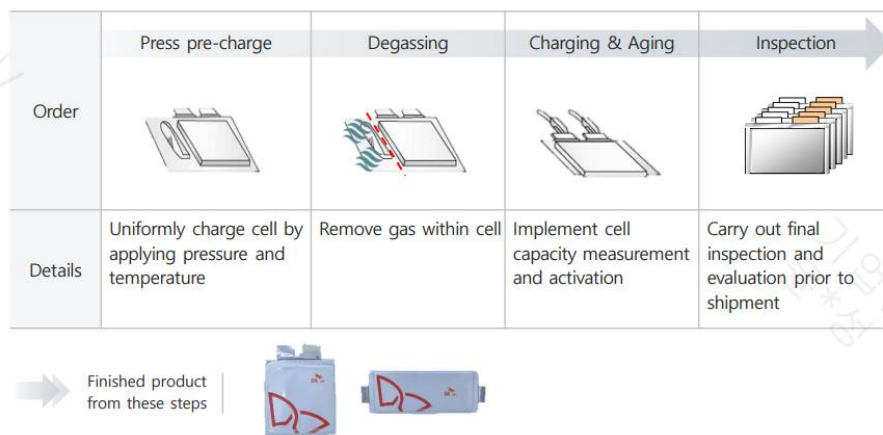 Press pre-charge
Degassing
Charging & Aging
Inspection
Order
Details
Uniformly charge cell by
applying pressure and
temperature
Remove gas within cell
Implement cell
capacity measurement
and activation
Carry out final
inspection and
evaluation prior to
shipment
Finished product
from these steps